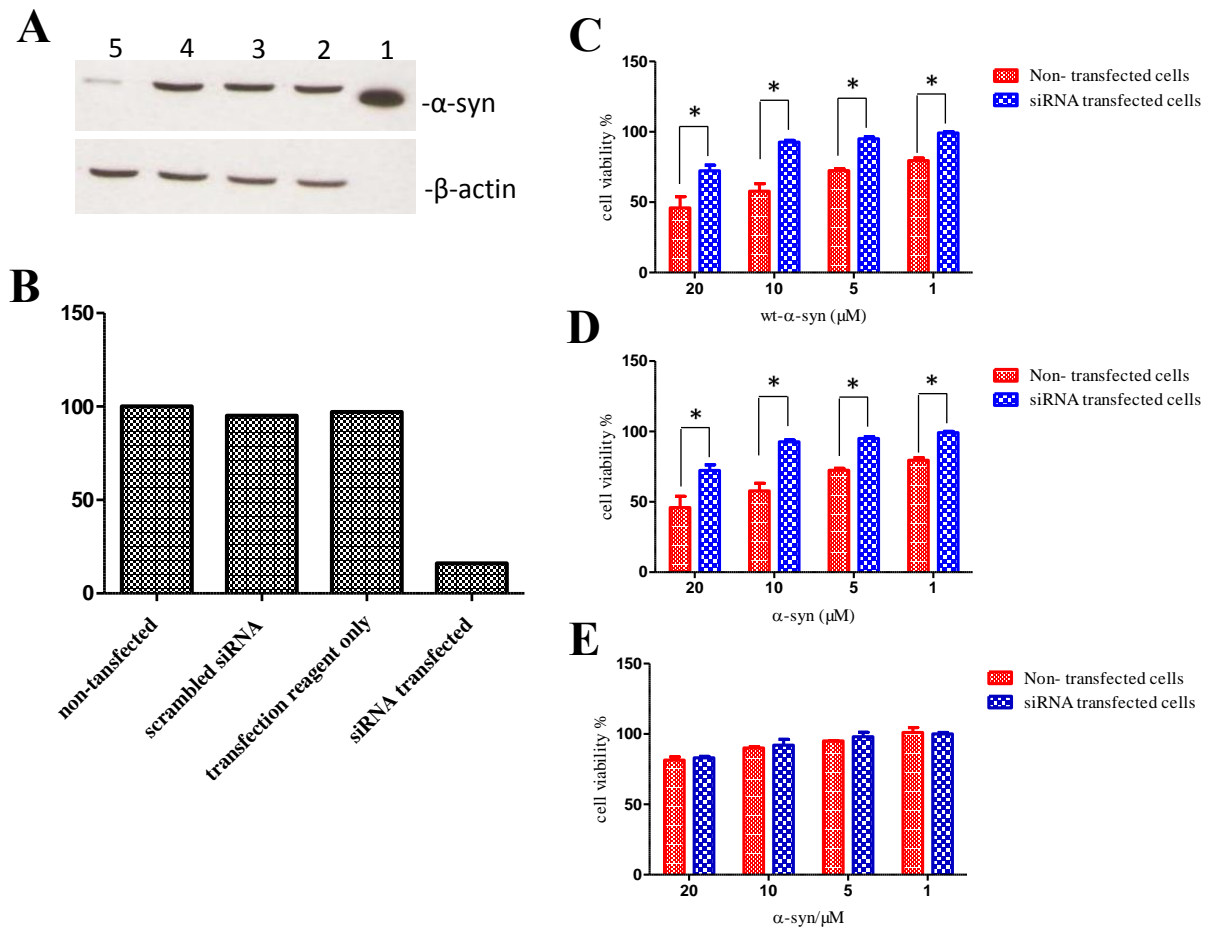 A
5 4 3 2 1
-α-syn
-β-actin
B
150
100
50
0
non-tansfected
scrambled siRNA
transfection reagent only
siRNA transfected
C
150
100
50
0
cell viability %
* * * *
20 10 5 1
wt-α-syn (µM)
Non- transfected cells
siRNA transfected cells
D
150
100
50
0
cell viability %
* * * *
20 10 5 1
α-syn (µM)
Non- transfected cells
siRNA transfected cells
E
150
100
50
0
cell viability %
20 10 5 1
α-syn/µM
Non- transfected cells
siRNA transfected cells